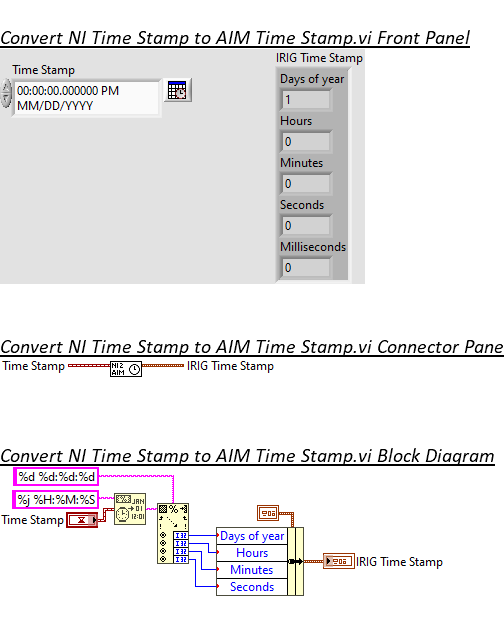 Convert NI Time Stamp to AIM Time Stamp.vi Front Panel
IRIG Time Stamp
Time Stamp
00:00:00.000000 PM
MM/DD/YYYY
Days of year
1
Hours
0
Minutes
0
Seconds
0
Milliseconds
0
Convert NI Time Stamp to AIM Time Stamp.vi Connector Pane
Time Stamp
NI2
AIM
IRIG Time Stamp
Convert NI Time Stamp to AIM Time Stamp.vi Block Diagram
%d %d:%d:%d
%j %H:%M:%S
Time Stamp
JAN
01
12:01
%
I32
I32
I32
I32
Days of year
Hours
Minutes
Seconds
IRIG Time Stamp